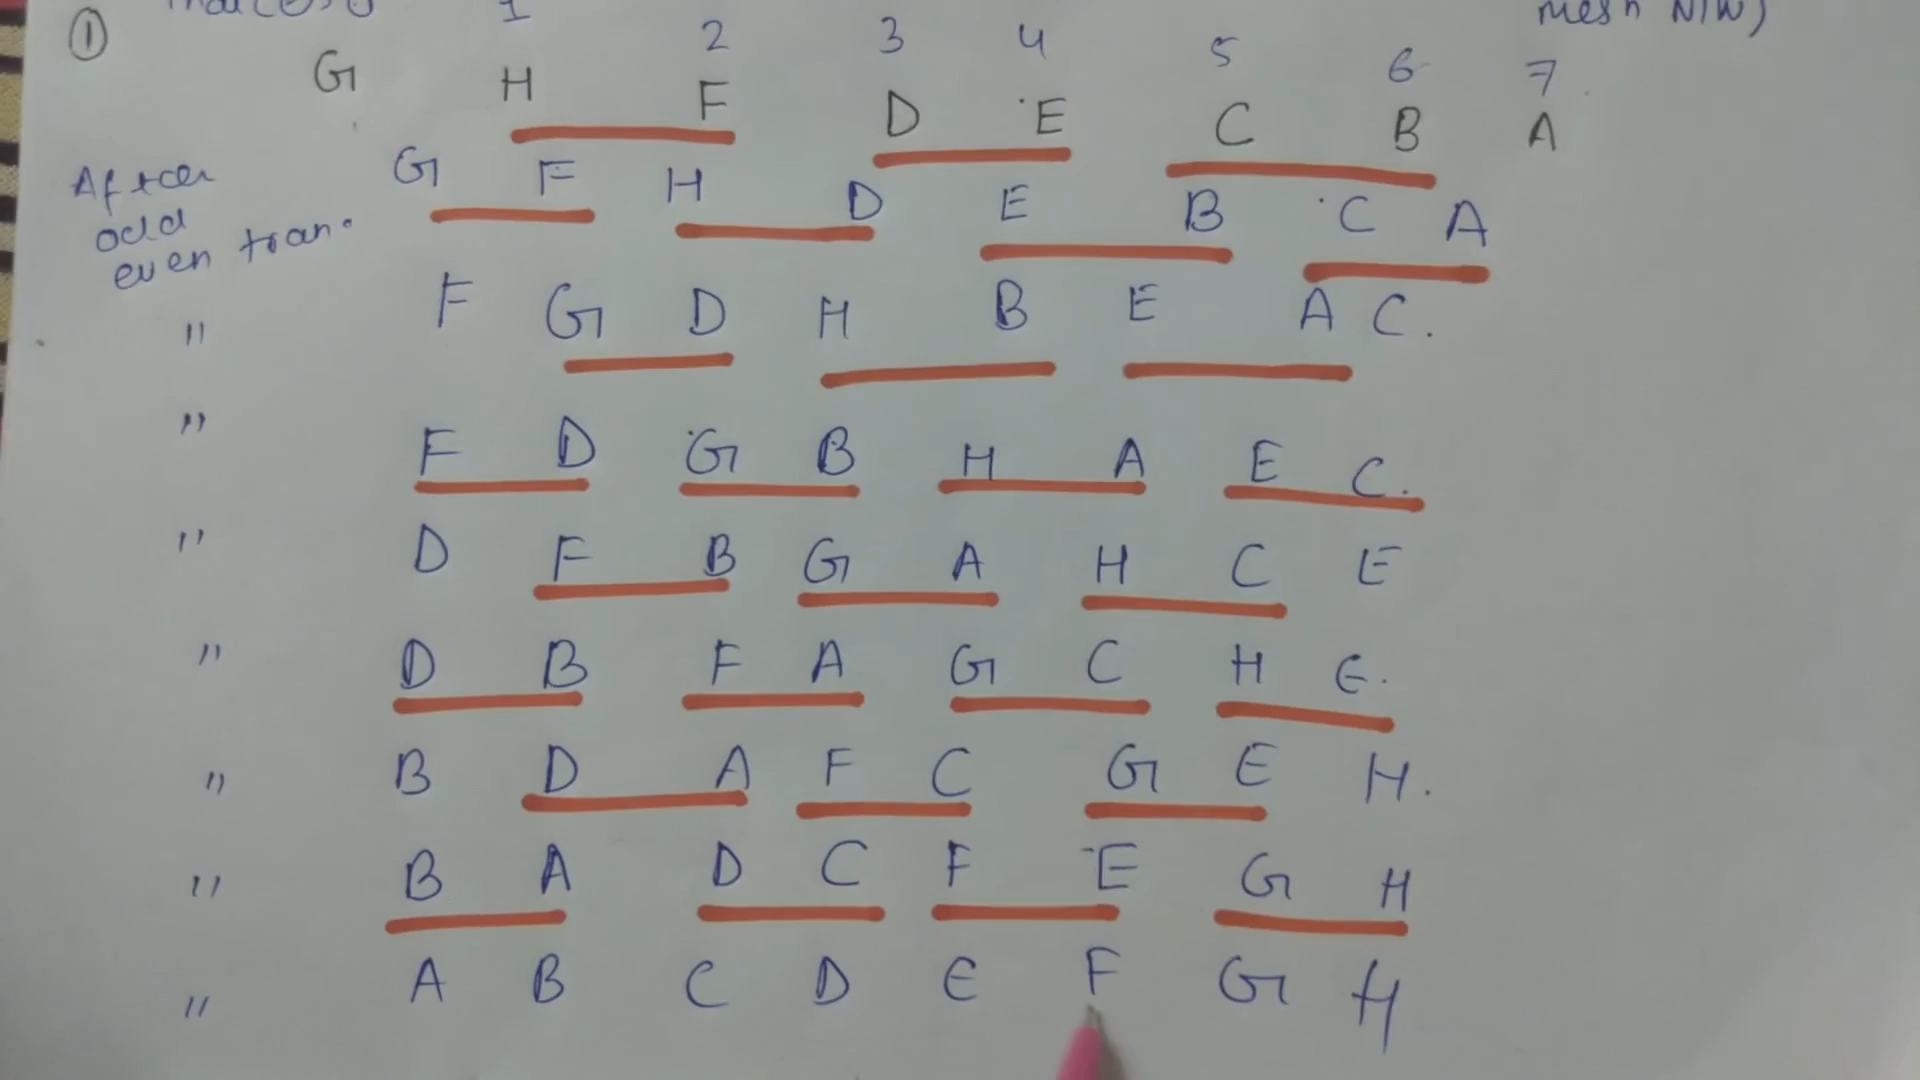 ① 1 2 3 4 5 6 7
G H F D E C B A
After odd even tran. G F H D E B C A
" F G D H B E A C.
" F D G B H A E C.
" D F B G A H C E
" D B F A G C H E.
" B D A F C G E H.
" B A D C F E G H
" A B C D E F G H